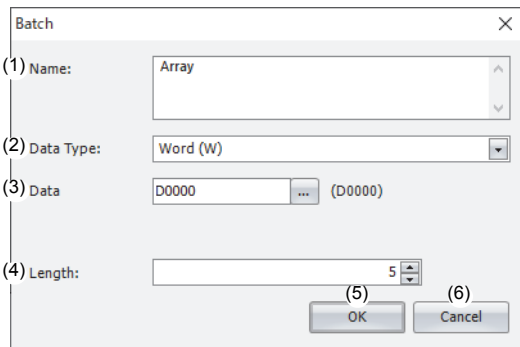 Batch
(1) Name: Array
(2) Data Type: Word (W)
(3) Data D0000 ... (D0000)
(4) Length: 5
(5) (6)
OK Cancel